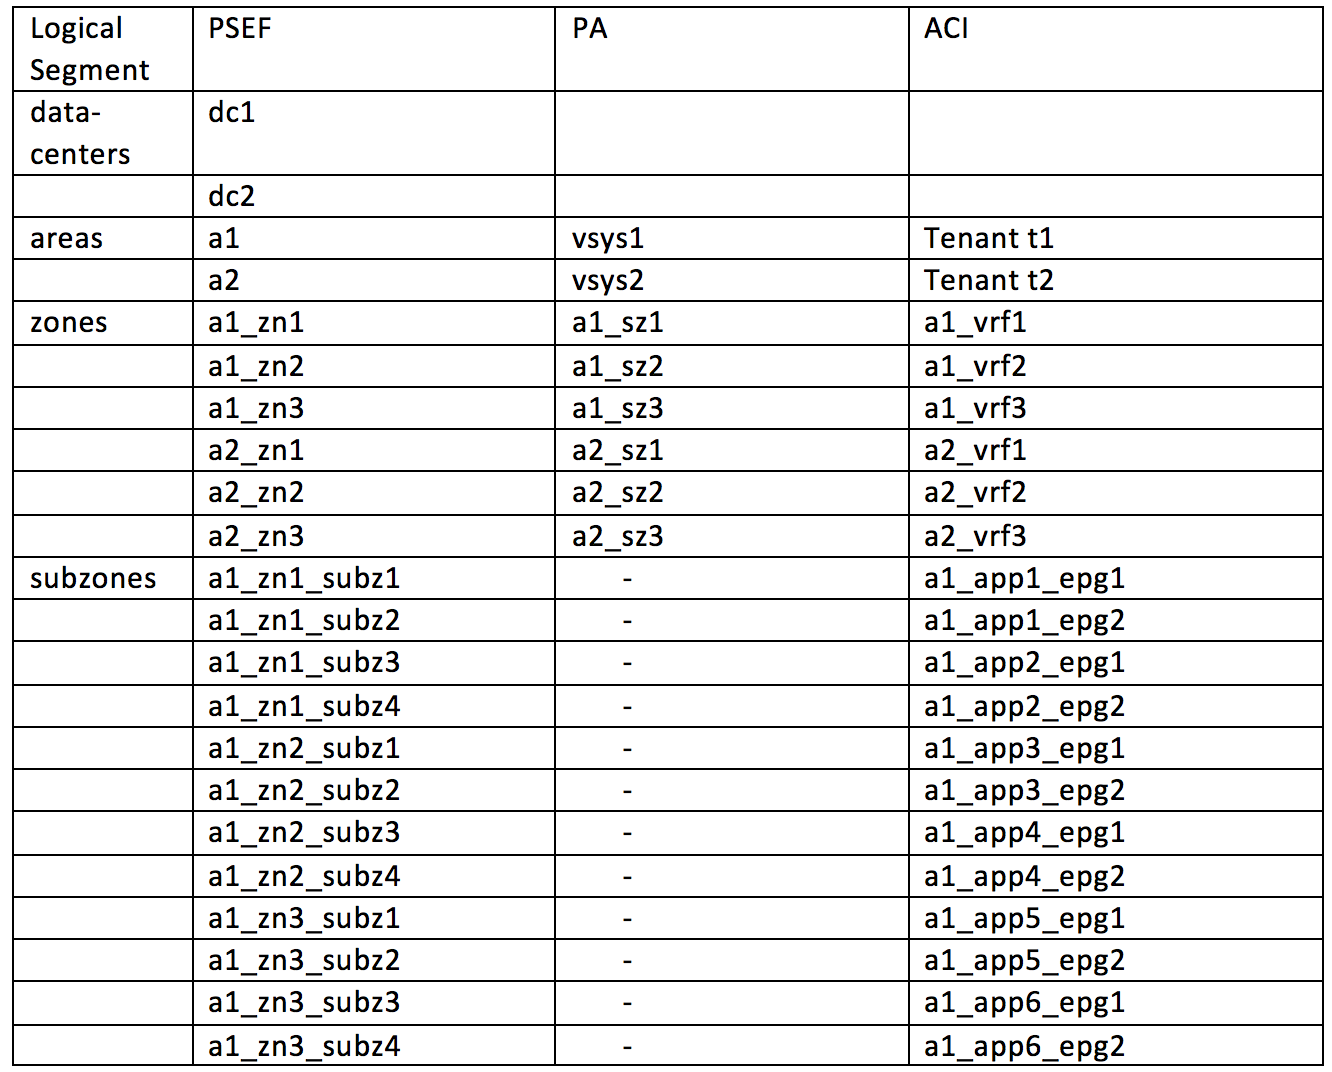 Logical Segment PSEF PA ACI
data-centers dc1
dc2
areas a1 vsys1 Tenant t1
a2 vsys2 Tenant t2
zones a1_zn1 a1_sz1 a1_vrf1
a1_zn2 a1_sz2 a1_vrf2
a1_zn3 a1_sz3 a1_vrf3
a2_zn1 a2_sz1 a2_vrf1
a2_zn2 a2_sz2 a2_vrf2
a2_zn3 a2_sz3 a2_vrf3
subzones a1_zn1_subz1 - a1_app1_epg1
a1_zn1_subz2 - a1_app1_epg2
a1_zn1_subz3 - a1_app2_epg1
a1_zn1_subz4 - a1_app2_epg2
a1_zn2_subz1 - a1_app3_epg1
a1_zn2_subz2 - a1_app3_epg2
a1_zn2_subz3 - a1_app4_epg1
a1_zn2_subz4 - a1_app4_epg2
a1_zn3_subz1 - a1_app5_epg1
a1_zn3_subz2 - a1_app5_epg2
a1_zn3_subz3 - a1_app6_epg1
a1_zn3_subz4 - a1_app6_epg2